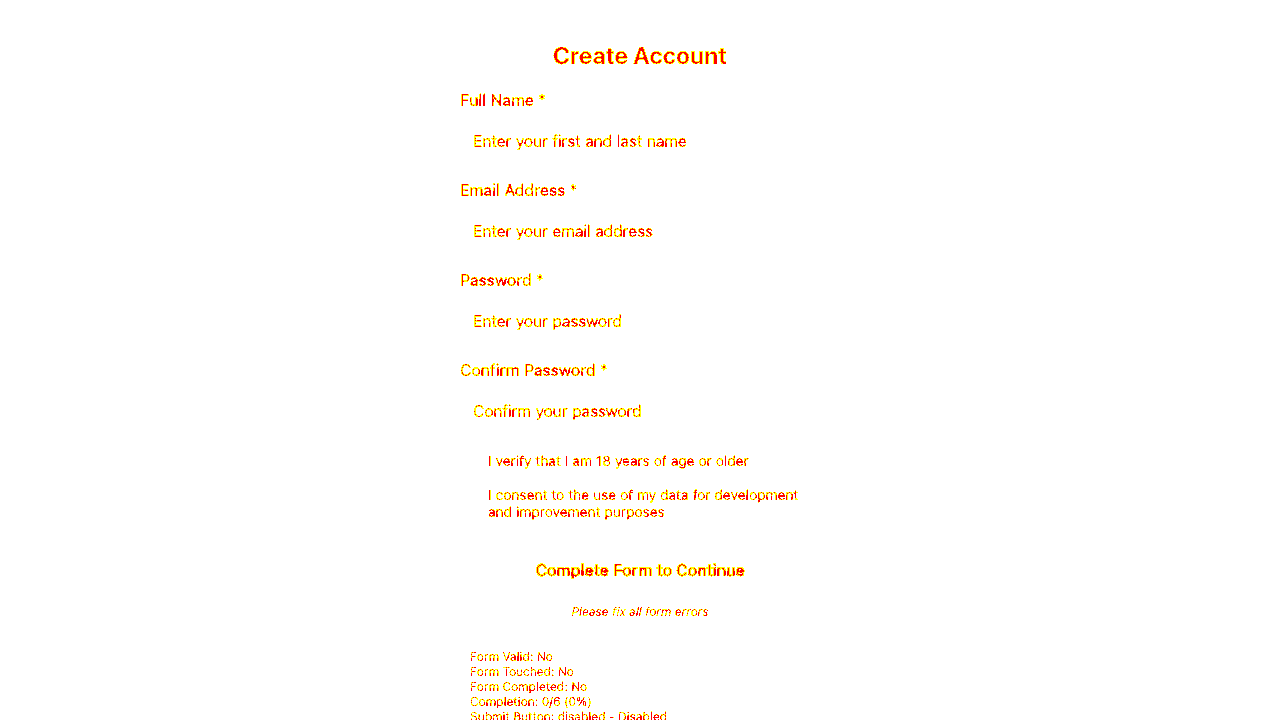 Create Account
Full Name *
Enter your first and last name
Email Address *
Enter your email address
Password *
Enter your password
Confirm Password *
Confirm your password
I verify that I am 18 years of age or older
I consent to the use of my data for development
and improvement purposes
Complete Form to Continue
Please fix all form errors
Form Valid: No
Form Touched: No
Form Completed: No
Completion: 0/6 (0%)
Submit Button: disabled - Disabled